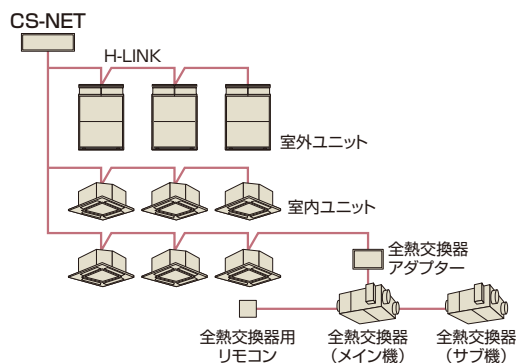 CS-NET
H-LINK
室外ユニット
室内ユニット
全熱交換器
アダプター
全熱交換器用
リモコン
全熱交換器
（メイン機）
全熱交換器
（サブ機）